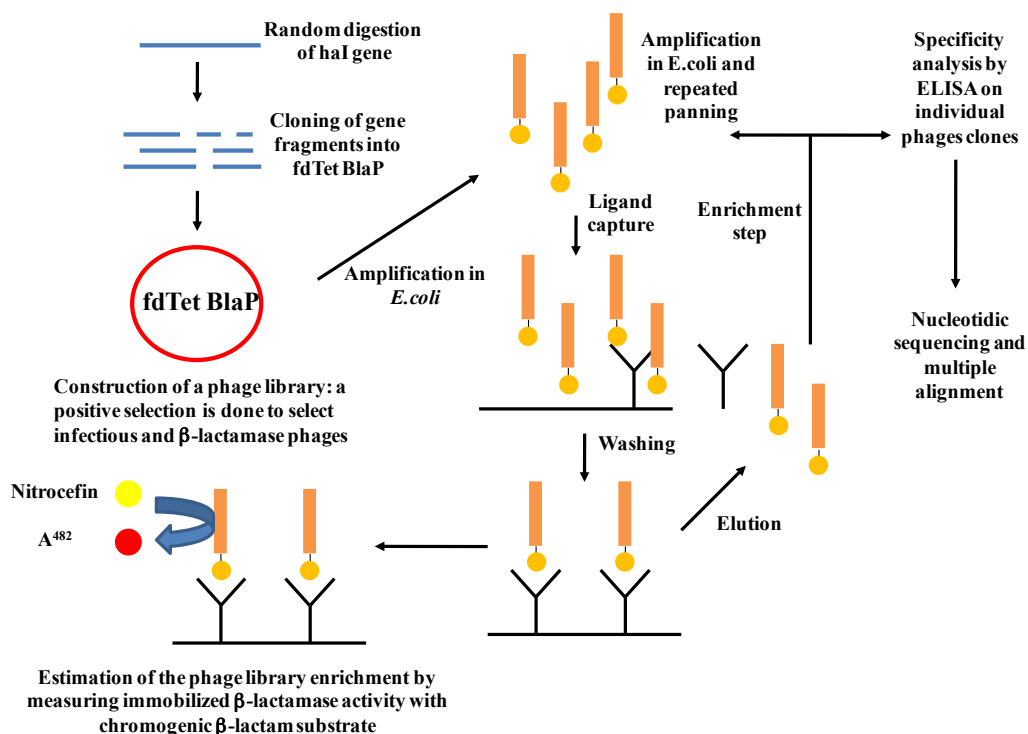 Random digestion
of haI gene
Cloning of gene
fragments into
fdTet BlaP
fdTet BlaP
Construction of a phage library: a
positive selection is done to select
infectious and β-lactamase phages
Amplification in
E.coli
Amplification
in E.coli and
repeated
panning
Ligand
capture
Enrichment
step
Specificity
analysis by
ELISA on
individual
phages clones
Nucleotidic
sequencing and
multiple
alignment
Washing
Elution
Nitrocefin
A⁴⁸²
Estimation of the phage library enrichment by
measuring immobilized β-lactamase activity with
chromogenic β-lactam substrate